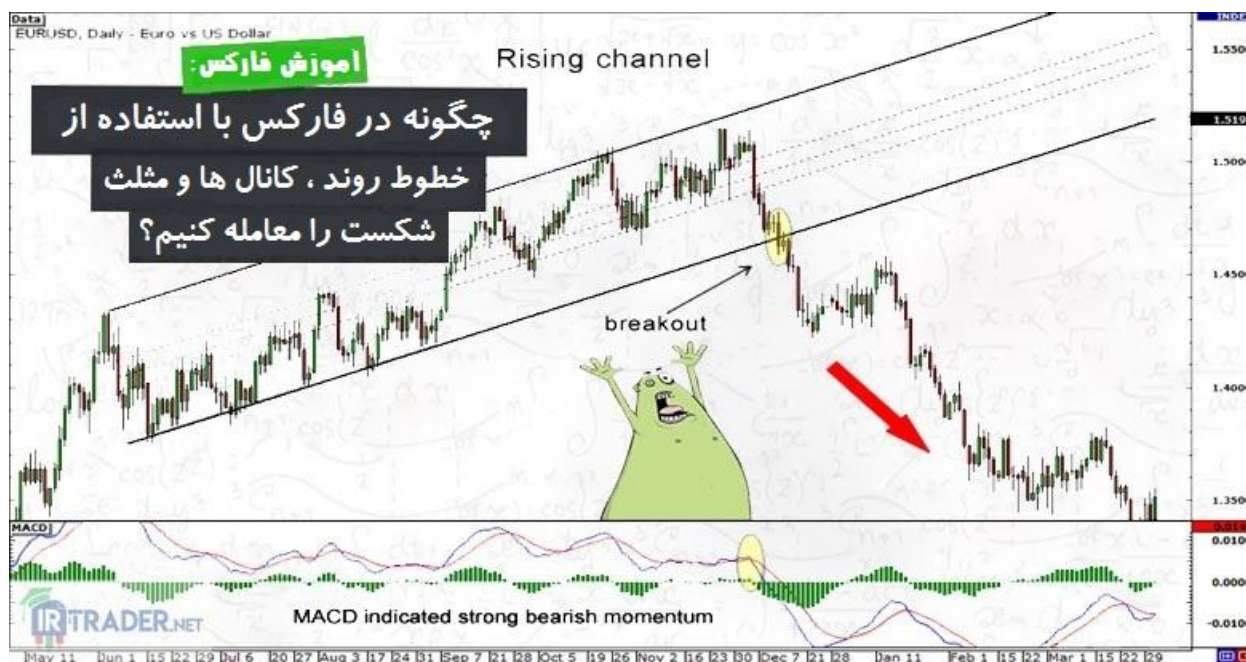 Data
EURUSD, Daily - Euro vs US Dollar
INDE
آموزش فارکس:
چگونه در فارکس با استفاده از
خطوط روند ، کانال ها و مثلث
شکست را معامله کنیم؟
Rising channel
1.550
1.519
1.500
1.450
breakout
1.400
1.350
MACD
0.010
0.000
-0.010
MACD indicated strong bearish momentum
IRTRADER.NET
May 11 Jun 1 15 22 29 Jul 6 20 27 Aug 3 17 24 Sep 7 21 28 Oct 5 19 26 Nov 2 16 23 30 Dec 7 21 28 Jan 11 Feb 1 15 22 Mar 1 15 22 29